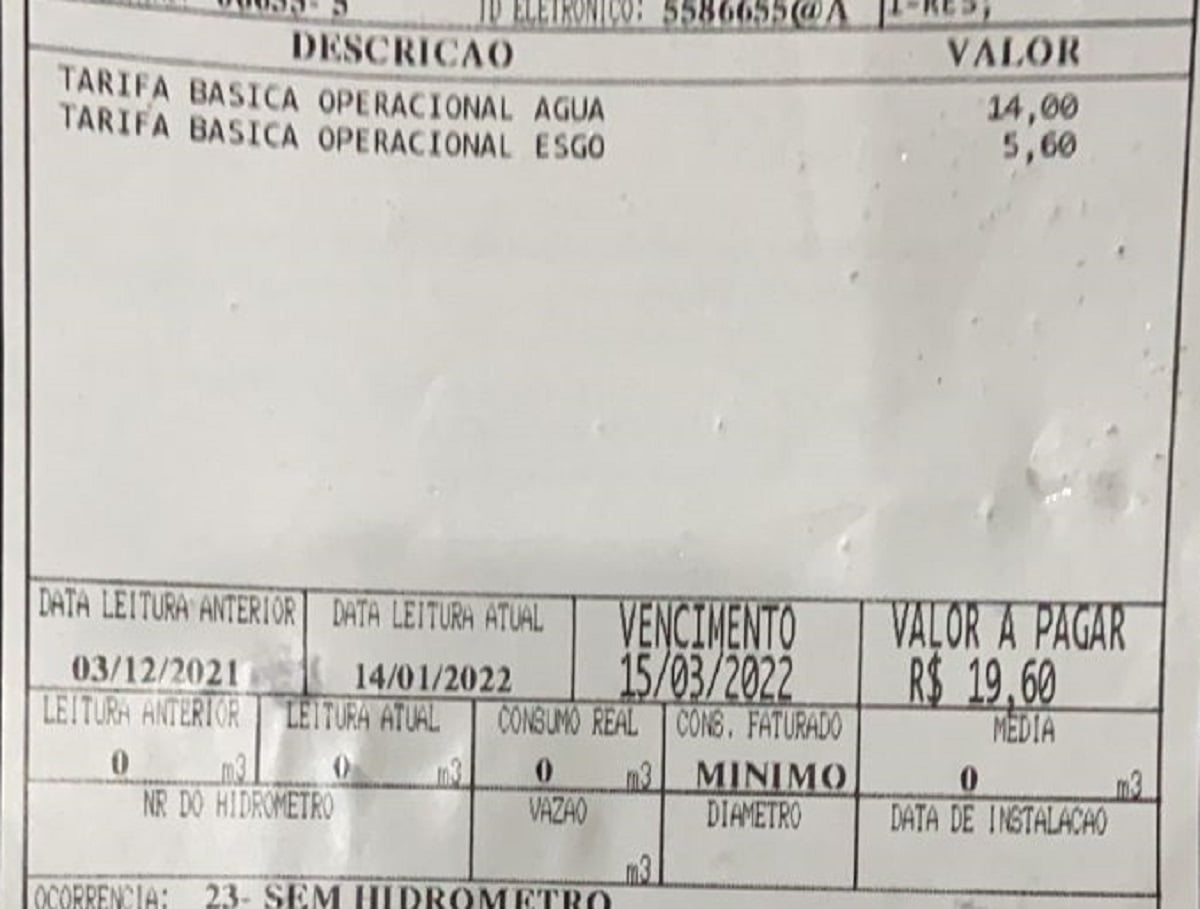 ID ELETRONICO: 5586655@A
DESCRICAO VALOR
TARIFA BASICA OPERACIONAL AGUA 14,00
TARIFA BASICA OPERACIONAL ESGO 5,60
DATA LEITURA ANTERIOR DATA LEITURA ATUAL VENCIMENTO VALOR A PAGAR
03/12/2021 14/01/2022 15/03/2022 R$ 19,60
LEITURA ANTERIOR LEITURA ATUAL CONSUMO REAL CONS. FATURADO MEDIA
0 m3 0 m3 0 m3 MINIMO 0 m3
NR DO HIDROMETRO VAZAO DIAMETRO DATA DE INSTALACAO
m3
OCORRENCIA: 23- SEM HIDROMETRO